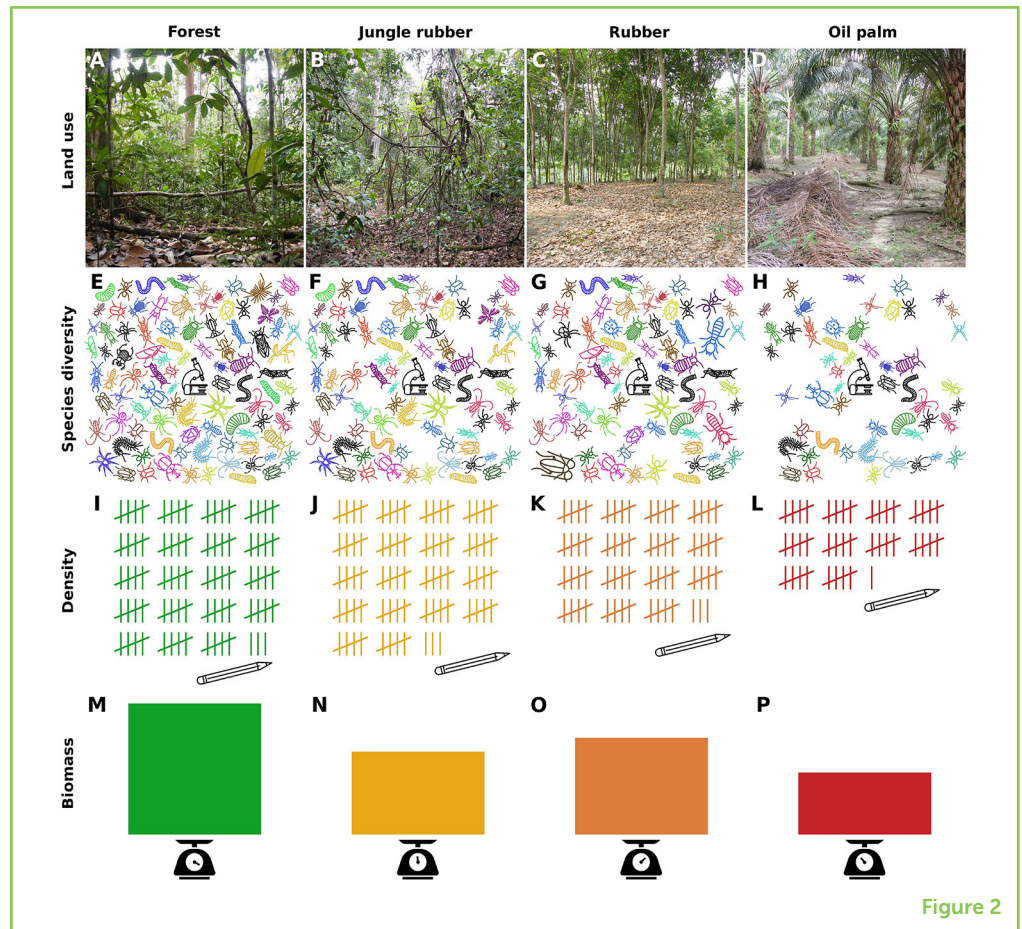 Forest Jungle rubber Rubber Oil palm
Land use
A B C D
Species diversity
E F G H
Density
I J K L
Biomass
M N O P
Figure 2